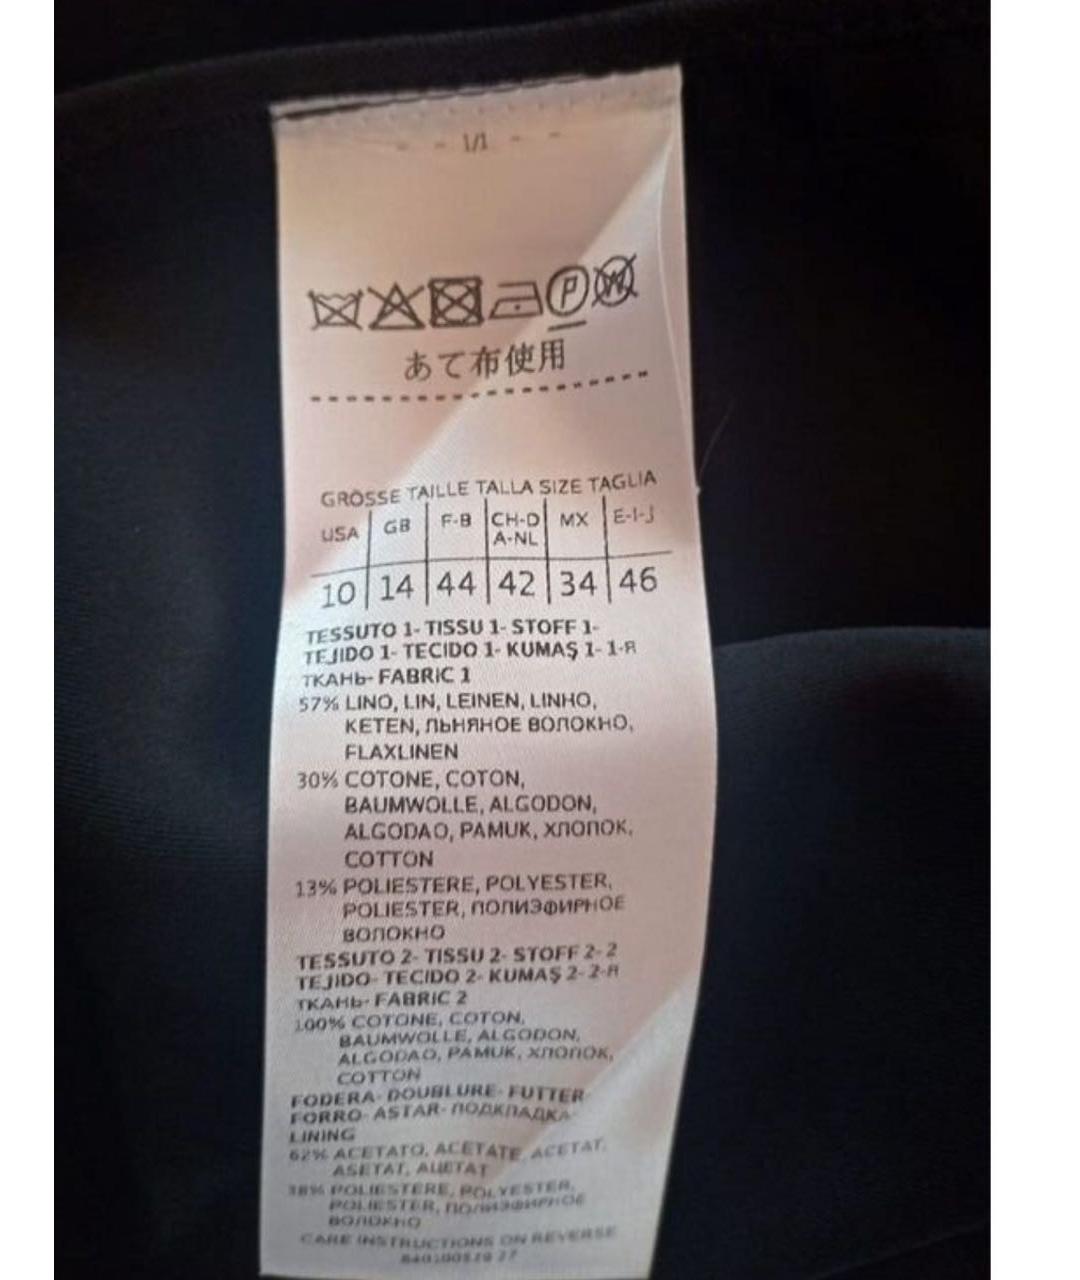 - - 1/1 - -
P W
あて布使用
GRÖSSE TAILLE TALLA SIZE TAGLIA
USA GB F-B CH-D A-NL MX E-I-J
10 14 44 42 34 46
TESSUTO 1- TISSU 1- STOFF 1-
TEJIDO 1- TECIDO 1- KUMAŞ 1- 1-Я
ТКАНЬ- FABRIC 1
57% LINO, LIN, LEINEN, LINHO,
KETEN, ЛЬНЯНОЕ ВОЛОКНО,
FLAXLINEN
30% COTONE, COTON,
BAUMWOLLE, ALGODON,
ALGODAO, PAMUK, ХЛОПОК,
COTTON
13% POLIESTERE, POLYESTER,
POLIESTER, ПОЛИЭФИРНОЕ
ВОЛОКНО
TESSUTO 2- TISSU 2- STOFF 2- 2
TEJIDO- TECIDO 2- KUMAŞ 2- 2-Я
ТКАНЬ- FABRIC 2
100% COTONE, COTON,
BAUMWOLLE, ALGODON,
ALGODAO, PAMUK, ХЛОПОК,
COTTON
FODERA- DOUBLURE- FUTTER-
FORRO- ASTAR- ПОДКЛАДКА-
LINING
62% ACETATO, ACETATE, ACETAT,
ASETAT, АЦЕТАТ
38% POLIESTERE, POLYESTER,
POLIESTER, ПОЛИЭФИРНОЕ
ВОЛОКНО
CARE INSTRUCTIONS ON REVERSE